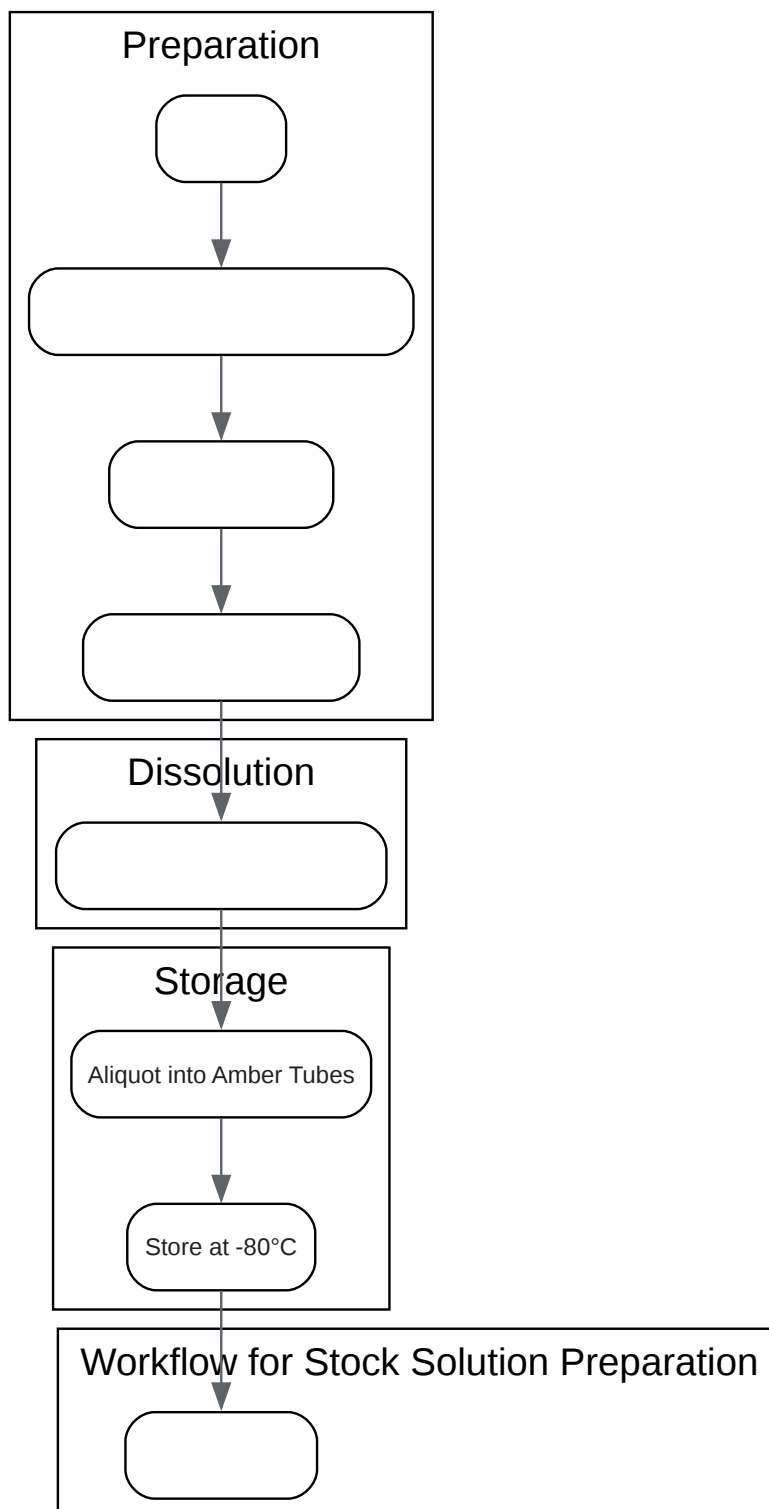 Preparation
Dissolution
Storage
Aliquot into Amber Tubes
Store at -80°C
Workflow for Stock Solution Preparation